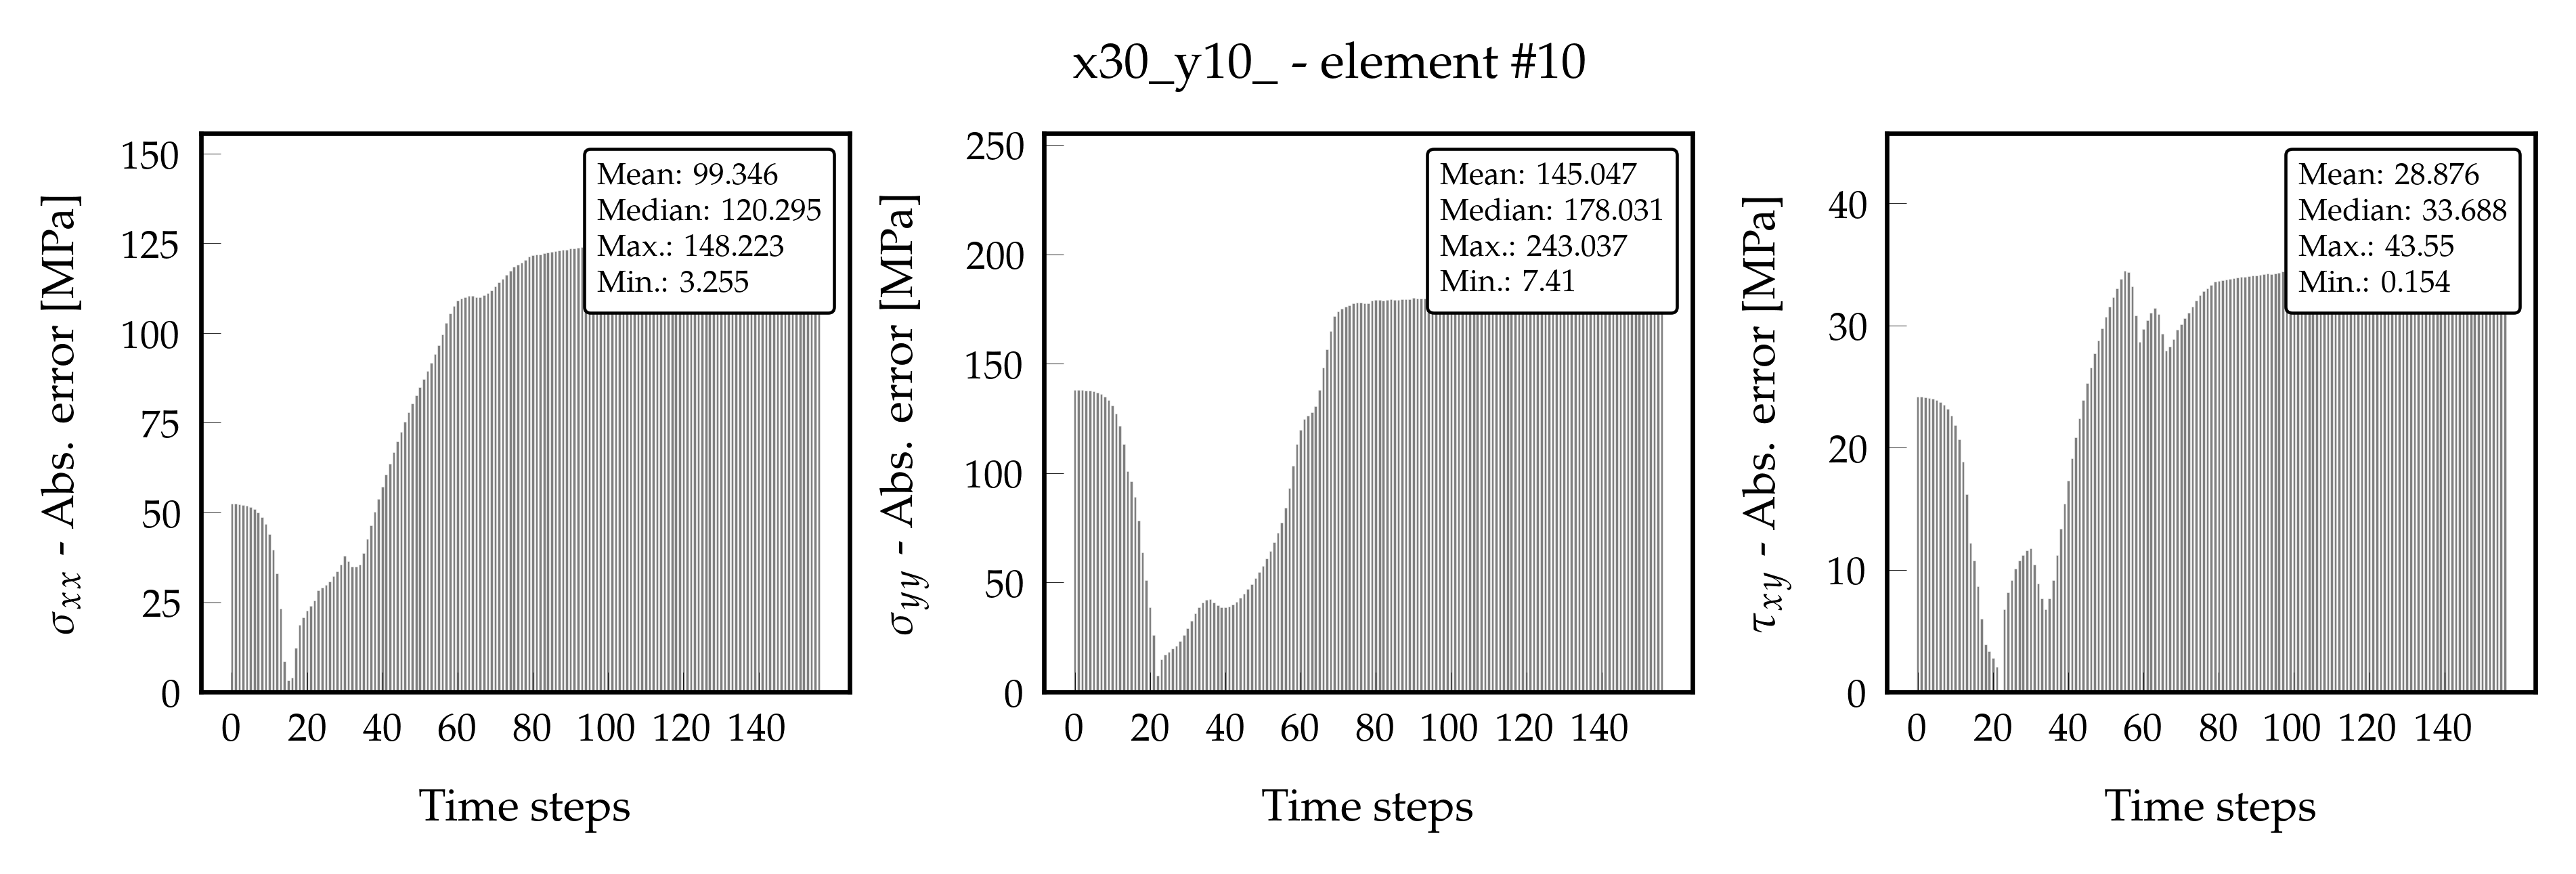 x30_y10_ - element #10
σxx - Abs. error [MPa]
150
125
100
75
50
25
0
Mean: 99.346
Median: 120.295
Max.: 148.223
Min.: 3.255
0 20 40 60 80 100 120 140
Time steps
σyy - Abs. error [MPa]
250
200
150
100
50
0
Mean: 145.047
Median: 178.031
Max.: 243.037
Min.: 7.41
0 20 40 60 80 100 120 140
Time steps
τxy - Abs. error [MPa]
40
30
20
10
0
Mean: 28.876
Median: 33.688
Max.: 43.55
Min.: 0.154
0 20 40 60 80 100 120 140
Time steps